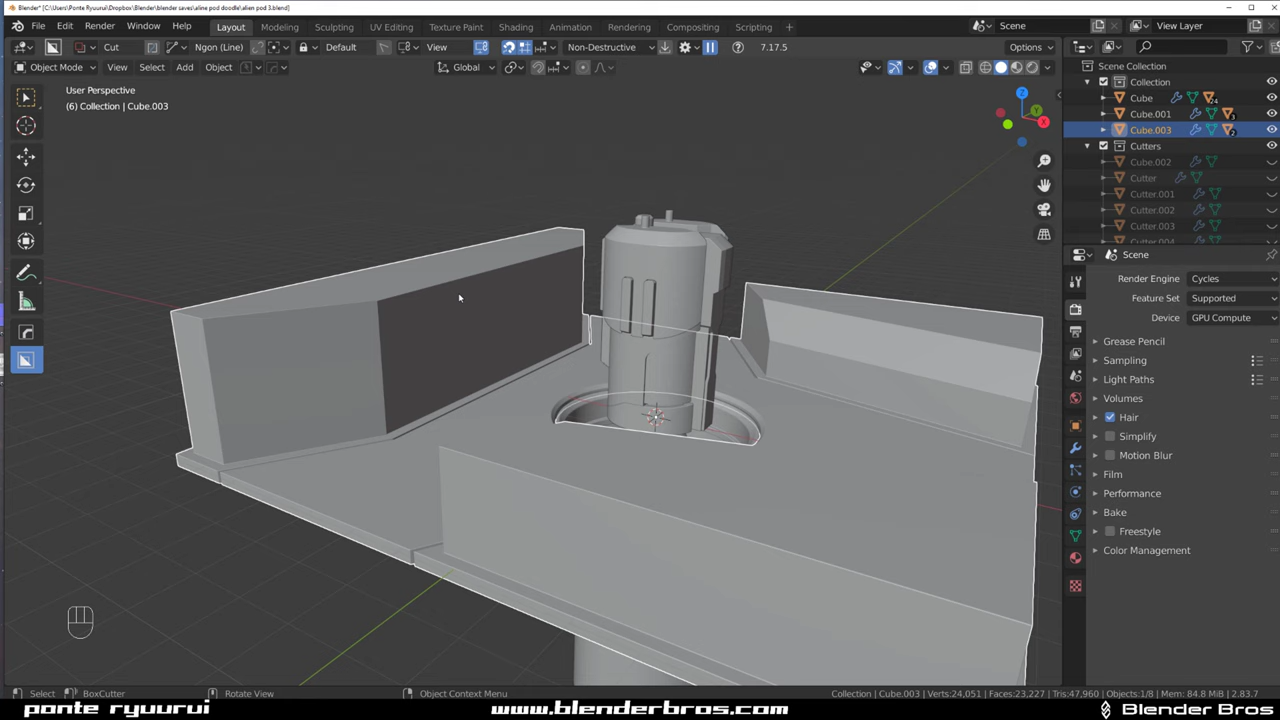 Blender* [C:\Users\Ponte Ryuurui\Dropbox\Blender\blender saves\aline pod doodle\alien pod 3.blend]
File Edit Render Window Help Layout Modeling Sculpting UV Editing Texture Paint Shading Animation Rendering Compositing Scripting + Scene View Layer
Cut Ngon (Line) Default View Non-Destructive 7.17.5 Options
Object Mode View Select Add Object Global
User Perspective
(6) Collection | Cube.003
Z
Y
X
Scene Collection
Collection
Cube 24
Cube.001 3
Cube.003 2
Cutters
Cube.002
Cutter
Cutter.001
Cutter.002
Cutter.003
Cutter.004
Scene
Render Engine Cycles
Feature Set Supported
Device GPU Compute
Grease Pencil
Sampling
Light Paths
Volumes
Hair
Simplify
Motion Blur
Film
Performance
Bake
Freestyle
Color Management
Select BoxCutter Rotate View Object Context Menu Collection | Cube.003 Verts:24,051 | Faces:23,227 | Tris:47,960 | Objects:1/8 | Mem: 84.8 MiB | 2.83.7
ponte ryuurui www.blenderbros.com Blender Bros